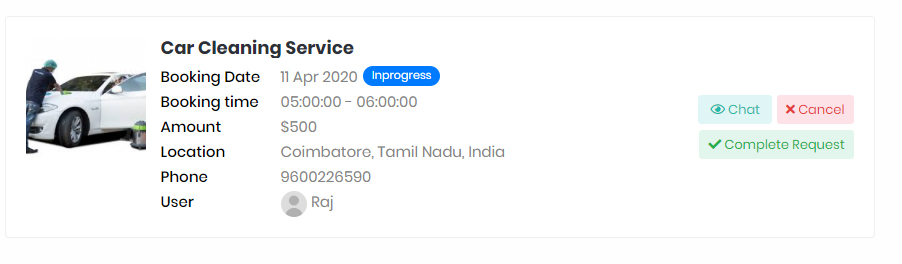 Car Cleaning Service
Booking Date 11 Apr 2020 Inprogress
Booking time 05:00:00 - 06:00:00
Amount $500
Location Coimbatore, Tamil Nadu, India
Phone 9600226590
User Raj
Chat Cancel
Complete Request